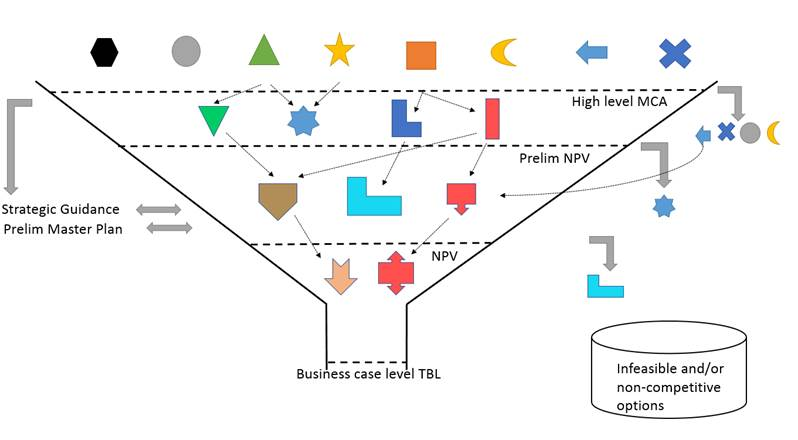 High level MCA
Prelim NPV
Strategic Guidance
Prelim Master Plan
NPV
Infeasible and/or
non-competitive
options
Business case level TBL